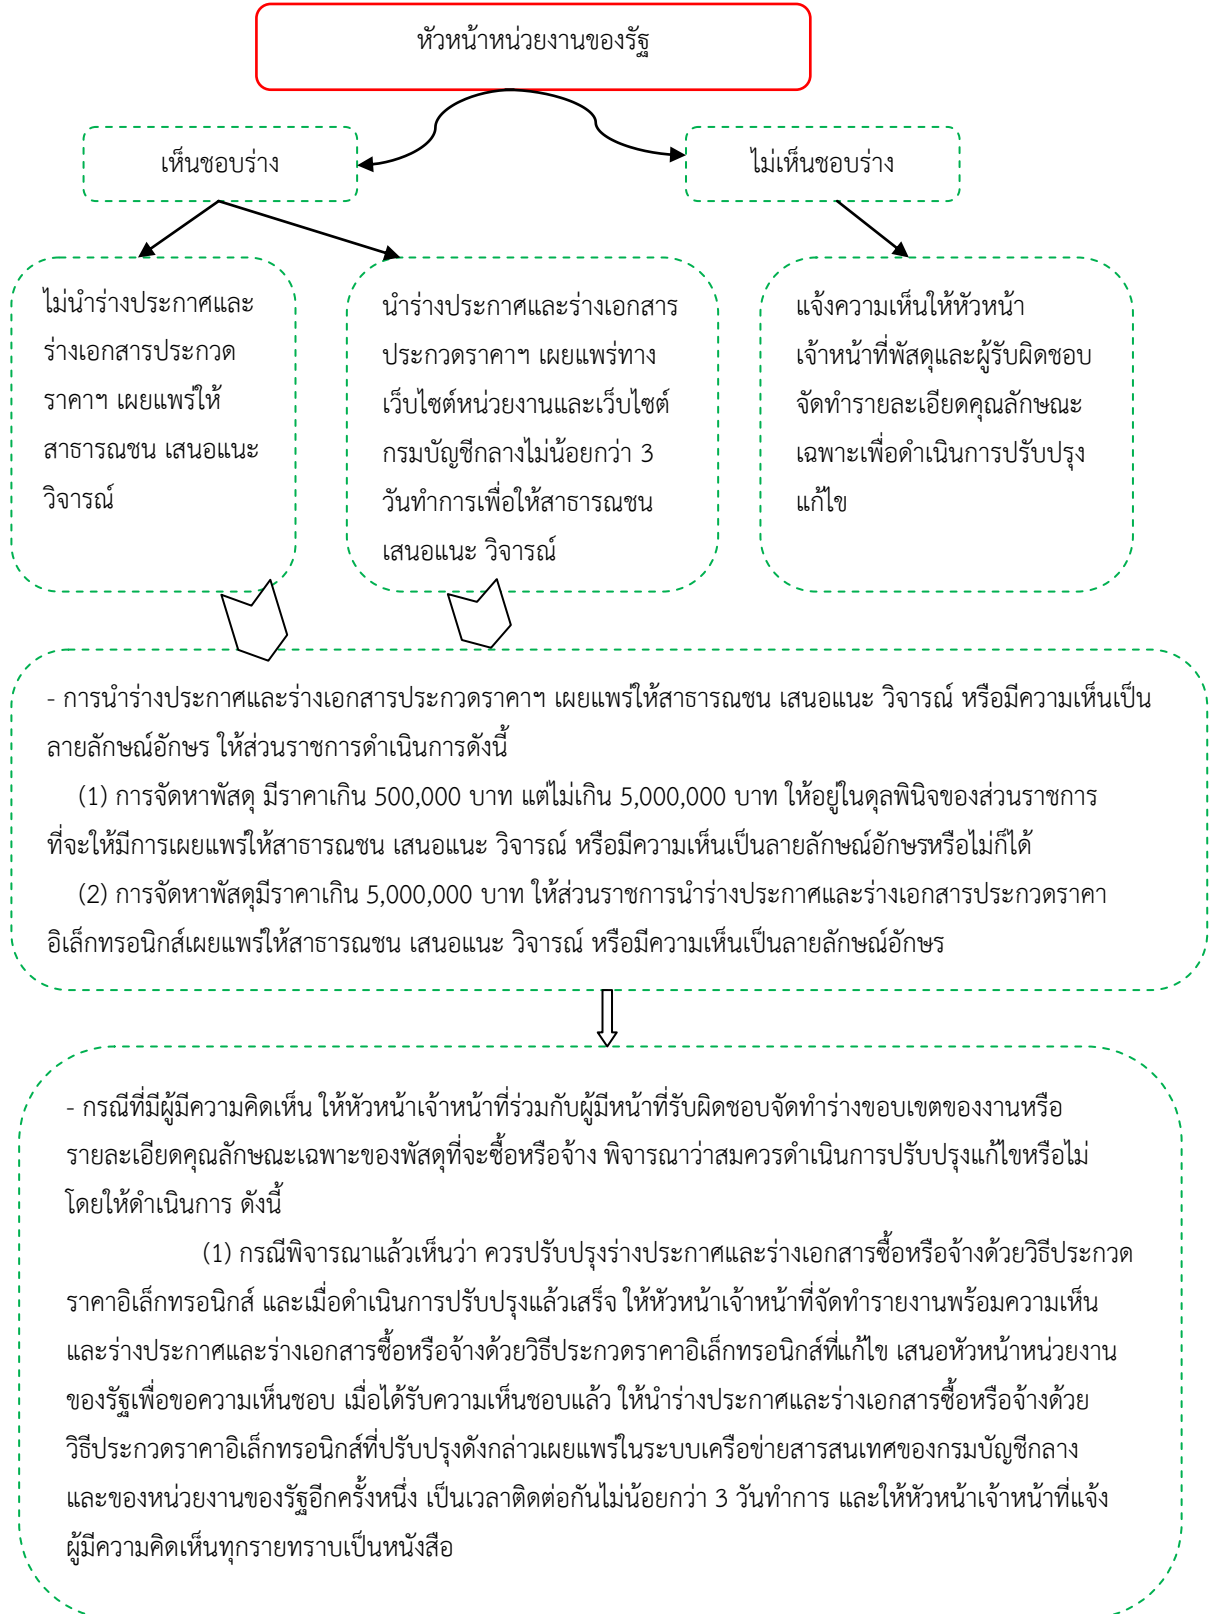 หัวหน้าหน่วยงานของรัฐ
เห็นชอบร่าง
ไม่เห็นชอบร่าง
ไม่นำร่างประกาศและ
ร่างเอกสารประกวด
ราคาฯ เผยแพร่ให้
สาธารณชน เสนอแนะ
วิจารณ์
นำร่างประกาศและร่างเอกสาร
ประกวดราคาฯ เผยแพร่ทาง
เว็บไซต์หน่วยงานและเว็บไซต์
กรมบัญชีกลางไม่น้อยกว่า 3
วันทำการเพื่อให้สาธารณชน
เสนอแนะ วิจารณ์
แจ้งความเห็นให้หัวหน้า
เจ้าหน้าที่พัสดุและผู้รับผิดชอบ
จัดทำรายละเอียดคุณลักษณะ
เฉพาะเพื่อดำเนินการปรับปรุง
แก้ไข
- การนำร่างประกาศและร่างเอกสารประกวดราคาฯ เผยแพร่ให้สาธารณชน เสนอแนะ วิจารณ์ หรือมีความเห็นเป็น
ลายลักษณ์อักษร ให้ส่วนราชการดำเนินการดังนี้
(1) การจัดหาพัสดุ มีราคาเกิน 500,000 บาท แต่ไม่เกิน 5,000,000 บาท ให้อยู่ในดุลพินิจของส่วนราชการ
ที่จะให้มีการเผยแพร่ให้สาธารณชน เสนอแนะ วิจารณ์ หรือมีความเห็นเป็นลายลักษณ์อักษรหรือไม่ก็ได้
(2) การจัดหาพัสดุมีราคาเกิน 5,000,000 บาท ให้ส่วนราชการนำร่างประกาศและร่างเอกสารประกวดราคา
อิเล็กทรอนิกส์เผยแพร่ให้สาธารณชน เสนอแนะ วิจารณ์ หรือมีความเห็นเป็นลายลักษณ์อักษร
- กรณีที่มีผู้มีความคิดเห็น ให้หัวหน้าเจ้าหน้าที่ร่วมกับผู้มีหน้าที่รับผิดชอบจัดทำร่างขอบเขตของงานหรือ
รายละเอียดคุณลักษณะเฉพาะของพัสดุที่จะซื้อหรือจ้าง พิจารณาว่าสมควรดำเนินการปรับปรุงแก้ไขหรือไม่
โดยให้ดำเนินการ ดังนี้
(1) กรณีพิจารณาแล้วเห็นว่า ควรปรับปรุงร่างประกาศและร่างเอกสารซื้อหรือจ้างด้วยวิธีประกวด
ราคาอิเล็กทรอนิกส์ และเมื่อดำเนินการปรับปรุงแล้วเสร็จ ให้หัวหน้าเจ้าหน้าที่จัดทำรายงานพร้อมความเห็น
และร่างประกาศและร่างเอกสารซื้อหรือจ้างด้วยวิธีประกวดราคาอิเล็กทรอนิกส์ที่แก้ไข เสนอหัวหน้าหน่วยงาน
ของรัฐเพื่อขอความเห็นชอบ เมื่อได้รับความเห็นชอบแล้ว ให้นำร่างประกาศและร่างเอกสารซื้อหรือจ้างด้วย
วิธีประกวดราคาอิเล็กทรอนิกส์ที่ปรับปรุงดังกล่าวเผยแพร่ในระบบเครือข่ายสารสนเทศของกรมบัญชีกลาง
และของหน่วยงานของรัฐอีกครั้งหนึ่ง เป็นเวลาติดต่อกันไม่น้อยกว่า 3 วันทำการ และให้หัวหน้าเจ้าหน้าที่แจ้ง
ผู้มีความคิดเห็นทุกรายทราบเป็นหนังสือ